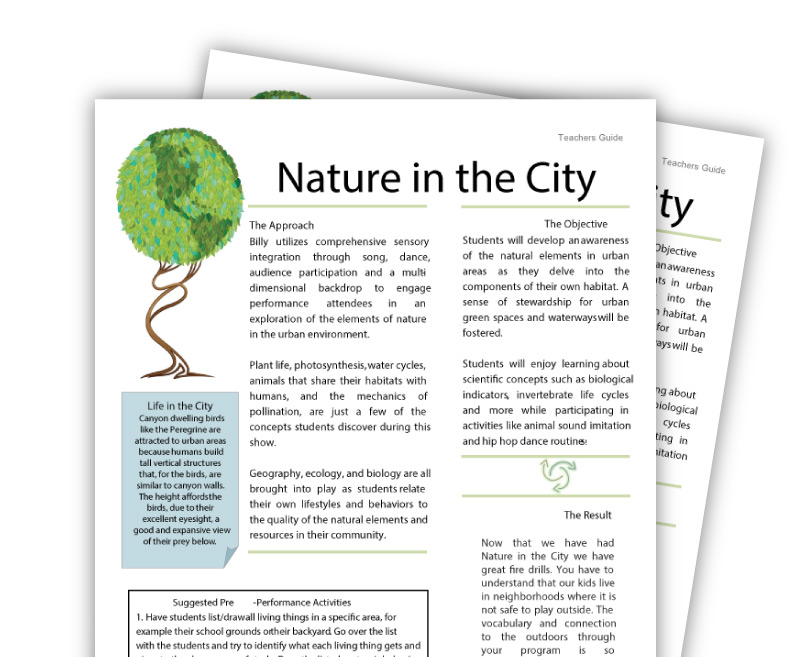 Teachers Guide
Nature in the City
The Approach
Billy utilizes comprehensive sensory
integration through song, dance,
audience participation and a multi
dimensional backdrop to engage
performance attendees in an
exploration of the elements of nature
in the urban environment.
Plant life, photosynthesis, water cycles,
animals that share their habitats with
humans, and the mechanics of
pollination, are just a few of the
concepts students discover during this
show.
Geography, ecology, and biology are all
brought into play as students relate
their own lifestyles and behaviors to
the quality of the natural elements and
resources in their community.
The Objective
Students will develop an awareness
of the natural elements in urban
areas as they delve into the
components of their own habitat. A
sense of stewardship for urban
green spaces and waterways will be
fostered.
Students will enjoy learning about
scientific concepts such as biological
indicators, invertebrate life cycles
and more while participating in
activities like animal sound imitation
and hip hop dance routines!
The Result
Now that we have had
Nature in the City we have
great fire drills. You have to
understand that our kids live
in neighborhoods where it is
not safe to play outside. The
vocabulary and connection
to the outdoors through
your program is so
Life in the City
Canyon dwelling birds
like the Peregrine are
attracted to urban areas
because humans build
tall vertical structures
that, for the birds, are
similar to canyon walls.
The height affords the
birds, due to their
excellent eyesight, a
good and expansive view
of their prey below.
Suggested Pre -Performance Activities
1. Have students list/draw all living things in a specific area, for
example their school grounds or their backyard. Go over the list
with the students and try to identify what each living thing gets and
Teachers Guide
ity
Objective
an awareness
ts in urban
into the
habitat. A
for urban
ays will be
ng about
biological
cycles
ting in
mitation